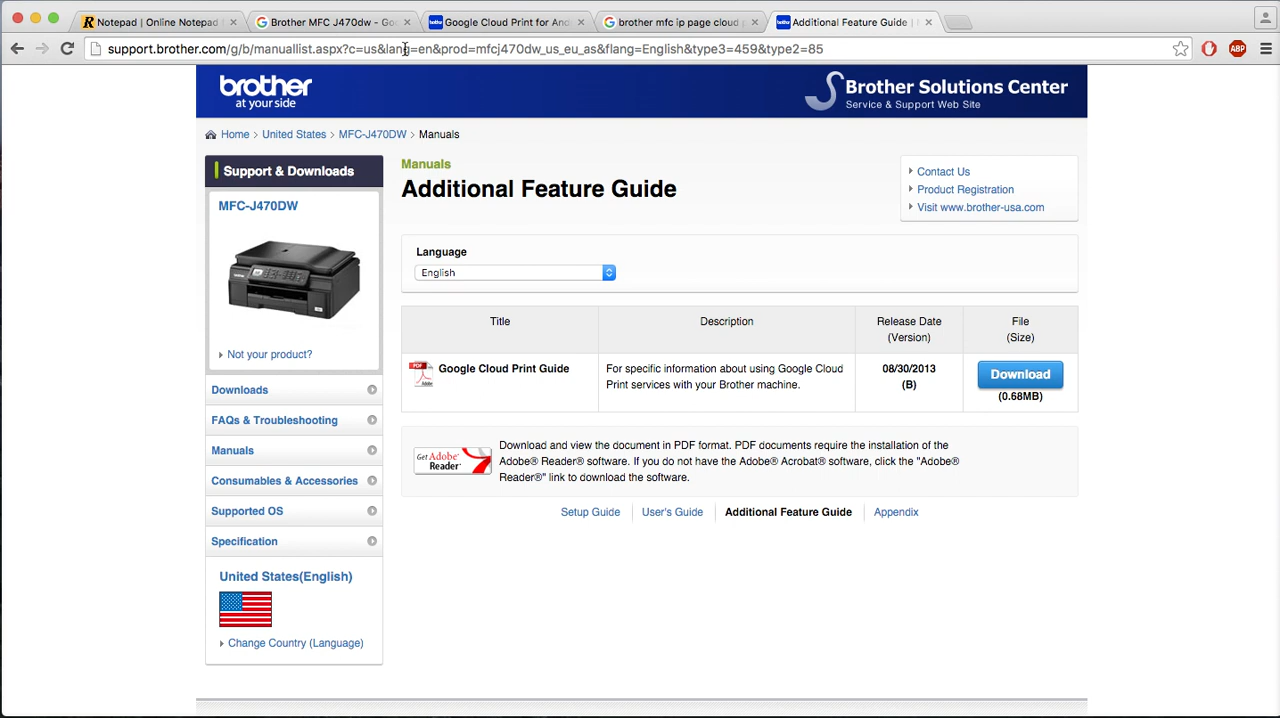 Notepad | Online Notepad
Brother MFC J470dw - Goo
Google Cloud Print for And
brother mfc ip page cloud p
Additional Feature Guide |
support.brother.com/g/b/manuallist.aspx?c=us&lang=en&prod=mfcj470dw_us_eu_as&flang=English&type3=459&type2=85
ABP
brother
at your side
Brother Solutions Center
Service & Support Web Site
Home > United States > MFC-J470DW > Manuals
Support & Downloads
MFC-J470DW
Not your product?
Downloads
FAQs & Troubleshooting
Manuals
Consumables & Accessories
Supported OS
Specification
United States(English)
Change Country (Language)
Manuals
Additional Feature Guide
Contact Us
Product Registration
Visit www.brother-usa.com
Language
English
Title
Description
Release Date
(Version)
File
(Size)
PDF
Adobe
Google Cloud Print Guide
For specific information about using Google Cloud
Print services with your Brother machine.
08/30/2013
(B)
Download
(0.68MB)
Get Adobe
Reader
Download and view the document in PDF format. PDF documents require the installation of the
Adobe® Reader® software. If you do not have the Adobe® Acrobat® software, click the "Adobe®
Reader®" link to download the software.
Setup Guide
User's Guide
Additional Feature Guide
Appendix